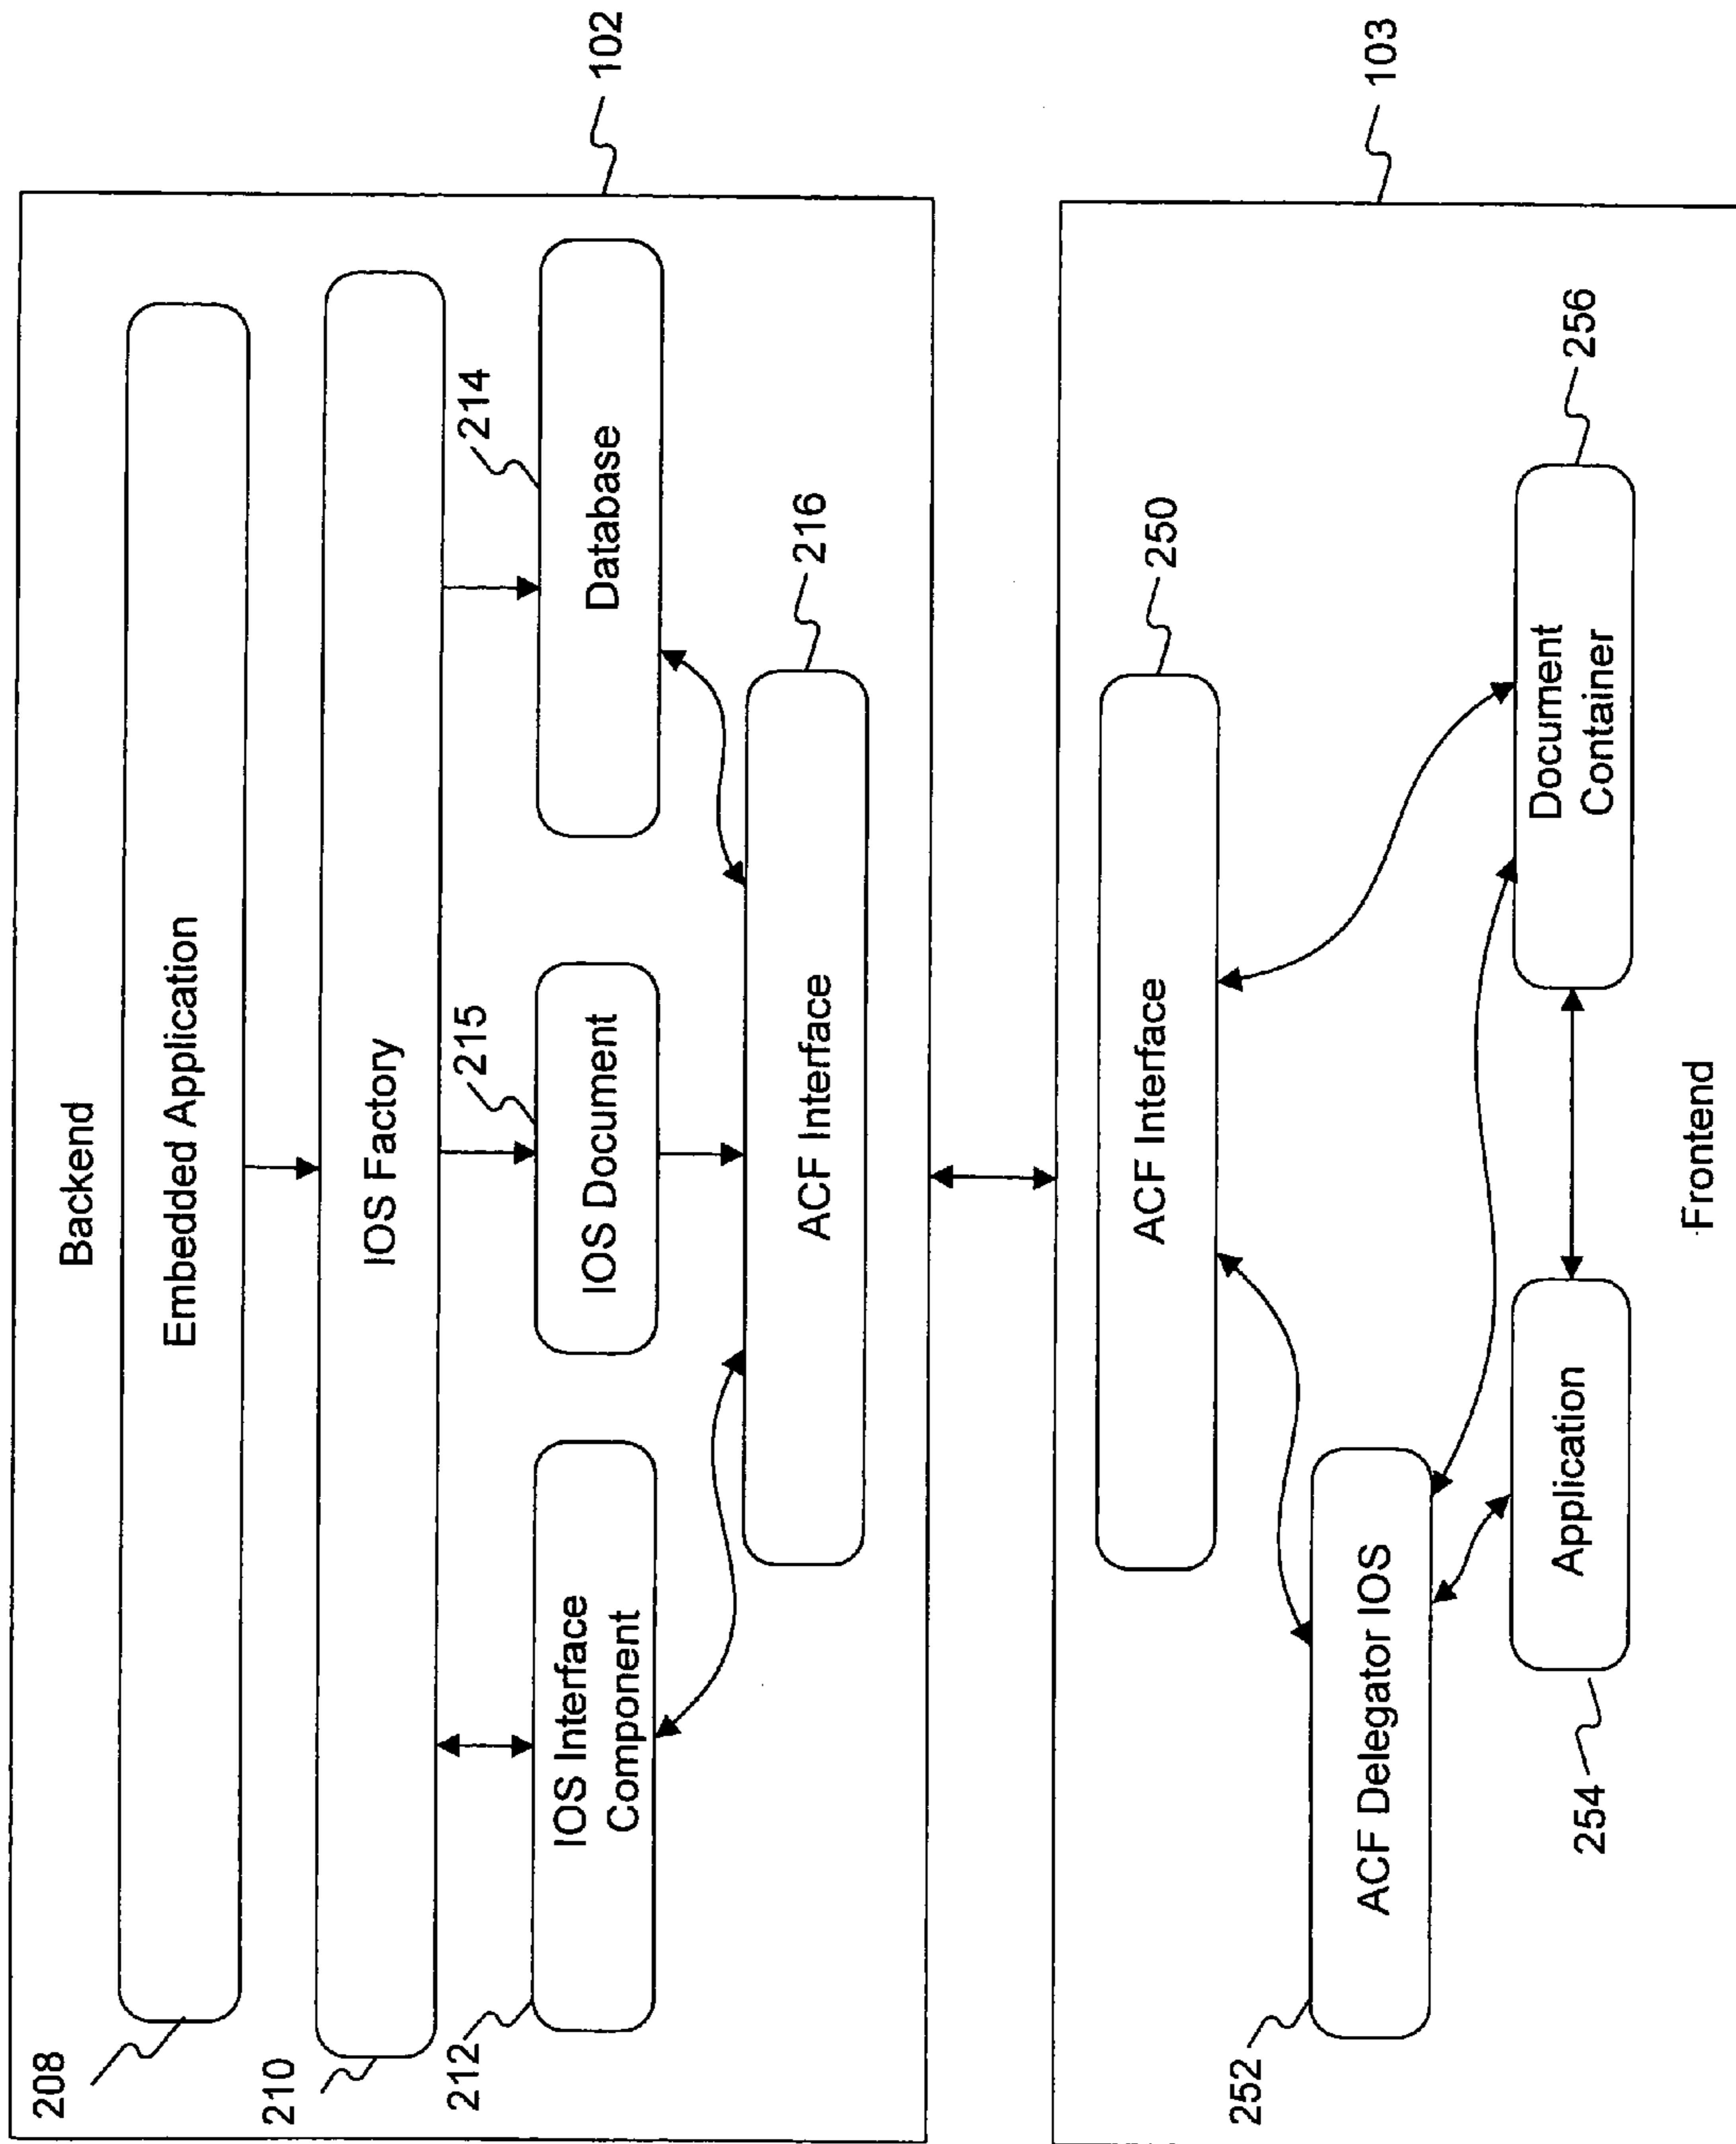 Backend
102
208
Embedded Application
210
IOS Factory
212
215
214
IOS Interface
Component
IOS Document
Database
216
ACF Interface
103
250
ACF Interface
252
ACF Delegator IOS
256
254
Application
Document
Container
Frontend